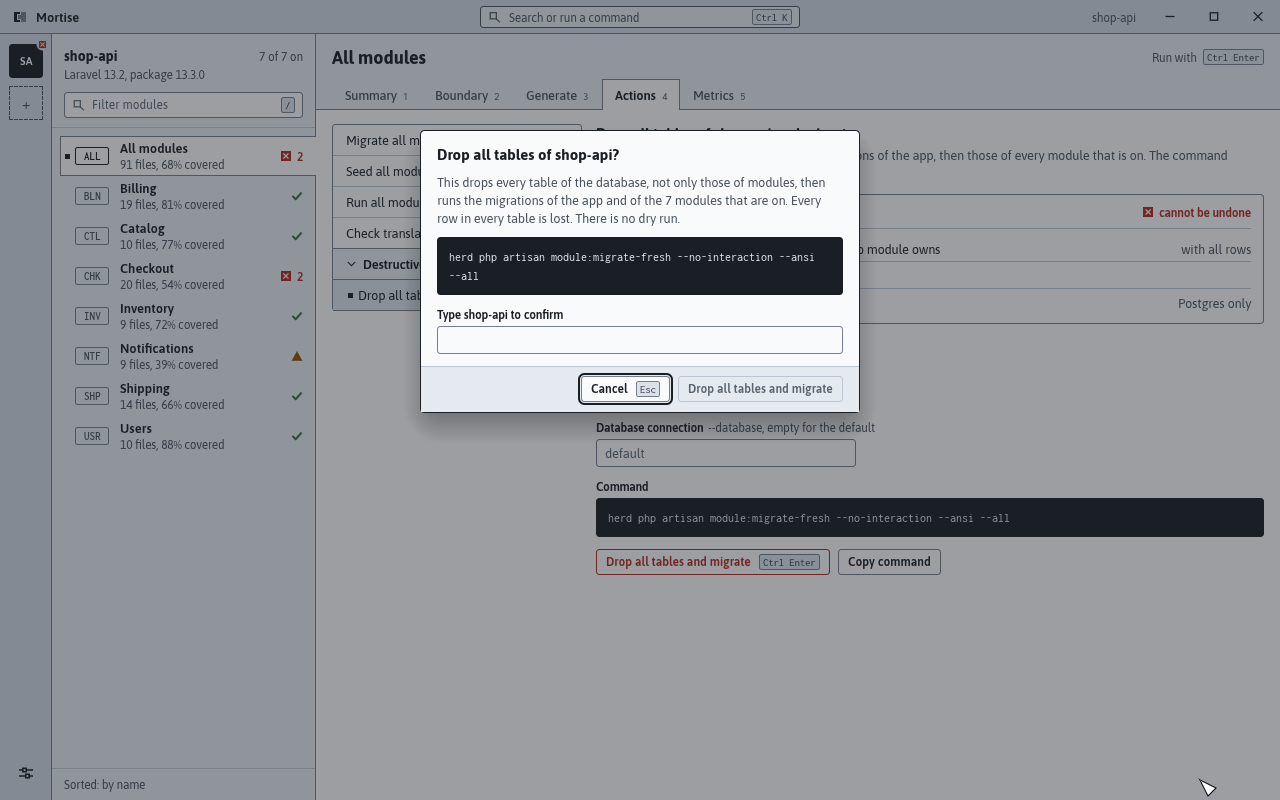 Mortise
Search or run a command
Ctrl K
shop-api
SA
+
shop-api
7 of 7 on
Laravel 13.2, package 13.3.0
Filter modules
/
ALL
All modules
91 files, 68% covered
2
BLN
Billing
19 files, 81% covered
CTL
Catalog
10 files, 77% covered
CHK
Checkout
20 files, 54% covered
2
INV
Inventory
9 files, 72% covered
NTF
Notifications
9 files, 39% covered
SHP
Shipping
14 files, 66% covered
USR
Users
10 files, 88% covered
Sorted: by name
All modules
Run with Ctrl Enter
Summary 1
Boundary 2
Generate 3
Actions 4
Metrics 5
Migrate all m
Seed all modu
Run all modu
Check transla
Destructiv
Drop all tab
ns of the app, then those of every module that is on. The command
cannot be undone
module owns
with all rows
Postgres only
Drop all tables of shop-api?
This drops every table of the database, not only those of modules, then
runs the migrations of the app and of the 7 modules that are on. Every
row in every table is lost. There is no dry run.
herd php artisan module:migrate-fresh --no-interaction --ansi
--all
Type shop-api to confirm
Cancel Esc
Drop all tables and migrate
Database connection --database, empty for the default
default
Command
herd php artisan module:migrate-fresh --no-interaction --ansi --all
Drop all tables and migrate Ctrl Enter
Copy command